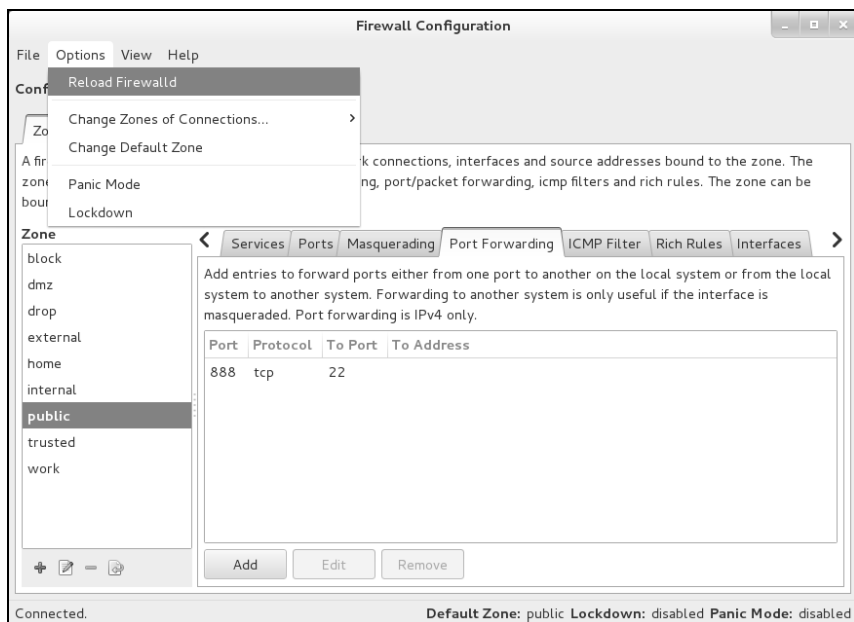 Firewall Configuration
File Options View Help
Reload Firewalld
Conf
Change Zones of Connections...
Zo
Change Default Zone
A fir k connections, interfaces and source addresses bound to the zone. The
zone ng, port/packet forwarding, icmp filters and rich rules. The zone can be
Panic Mode
bour
Lockdown
Zone
block
dmz
drop
external
home
internal
public
trusted
work
Services Ports Masquerading Port Forwarding ICMP Filter Rich Rules Interfaces
Add entries to forward ports either from one port to another on the local system or from the local
system to another system. Forwarding to another system is only useful if the interface is
masqueraded. Port forwarding is IPv4 only.
Port Protocol To Port To Address
888 tcp 22
Add Edit Remove
Connected. Default Zone: public Lockdown: disabled Panic Mode: disabled